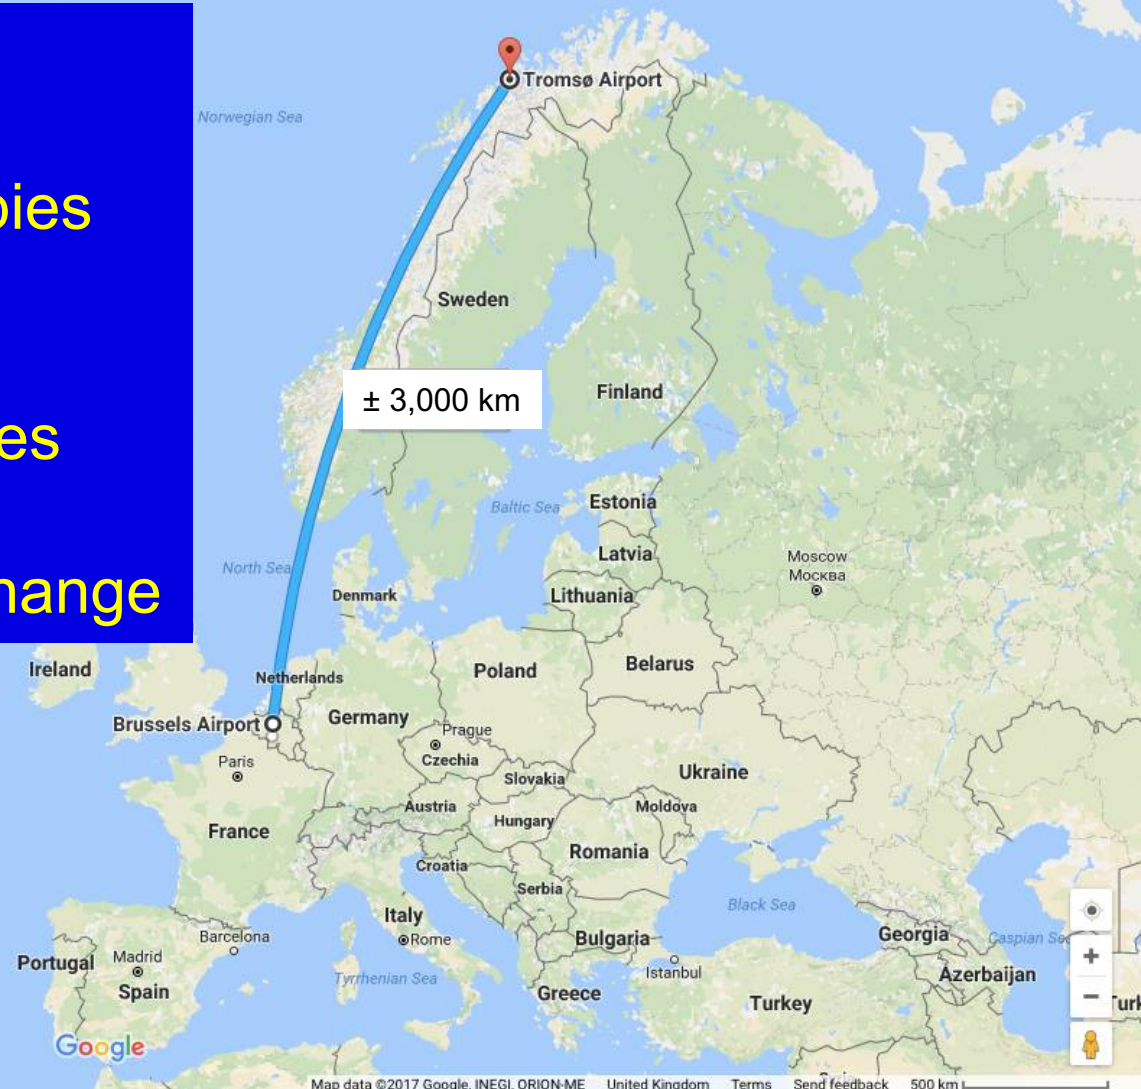 pies
es
hange
Tromsø Airport
Norwegian Sea
Sweden
± 3,000 km
Finland
Baltic Sea
Estonia
Latvia
Moscow
Москва
North Sea
Denmark
Lithuania
Ireland
Netherlands
Poland
Belarus
Brussels Airport
Germany
Prague
Czechia
Paris
Slovakia
Ukraine
Austria
Moldova
Hungary
France
Romania
Croatia
Serbia
Black Sea
Italy
Rome
Barcelona
Bulgaria
Georgia
Caspian Se
Portugal
Madrid
Tyrrhenian Sea
Istanbul
Azerbaijan
Spain
Greece
Turkey
Turk
Google
Map data ©2017 Google, INEGI, ORION-ME United Kingdom Terms Send feedback 500 km